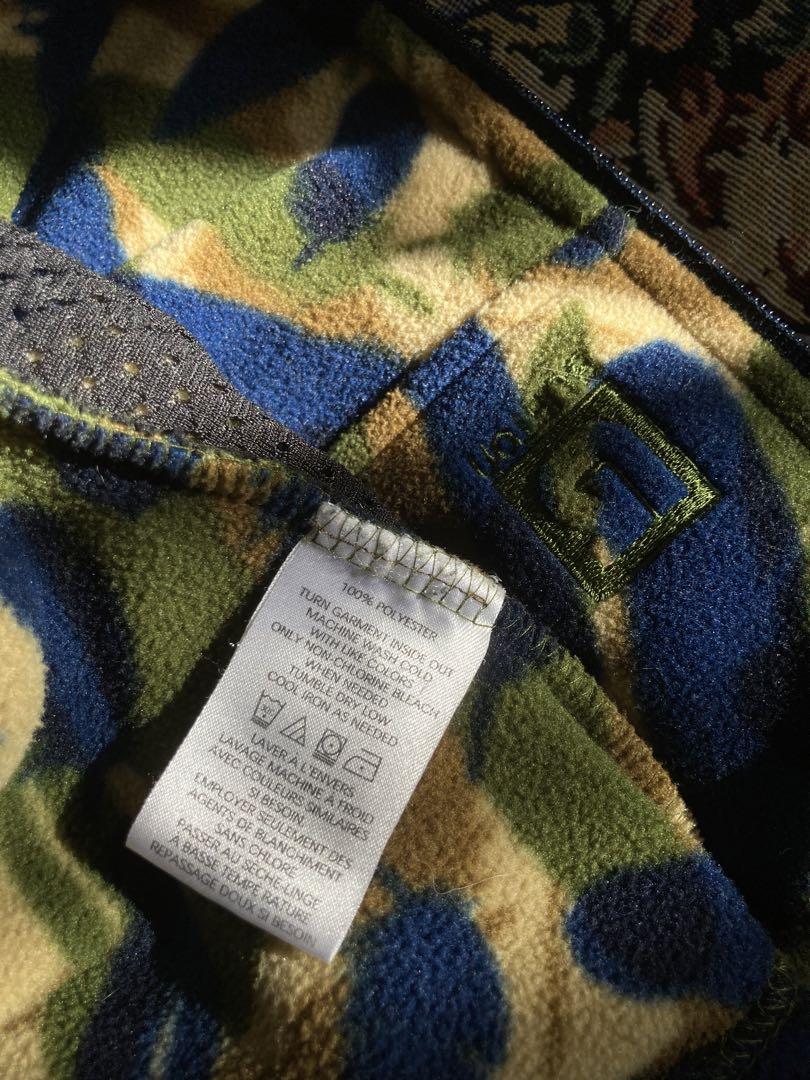 100% POLYESTER
TURN GARMENT INSIDE OUT
MACHINE WASH COLD
WITH LIKE COLORS
ONLY NON-CHLORINE BLEACH
WHEN NEEDED
TUMBLE DRY LOW
COOL IRON AS NEEDED
LAVER À L'ENVERS
LAVAGE MACHINE À FROID
AVEC COULEURS SIMILAIRES
SI BESOIN
EMPLOYER SEULEMENT DES
AGENTS DE BLANCHIMENT
SANS CHLORE
PASSER AU SÈCHE-LINGE
A BASSE TEMPE RATURE
REPASSAGE DOUX SI BESOIN